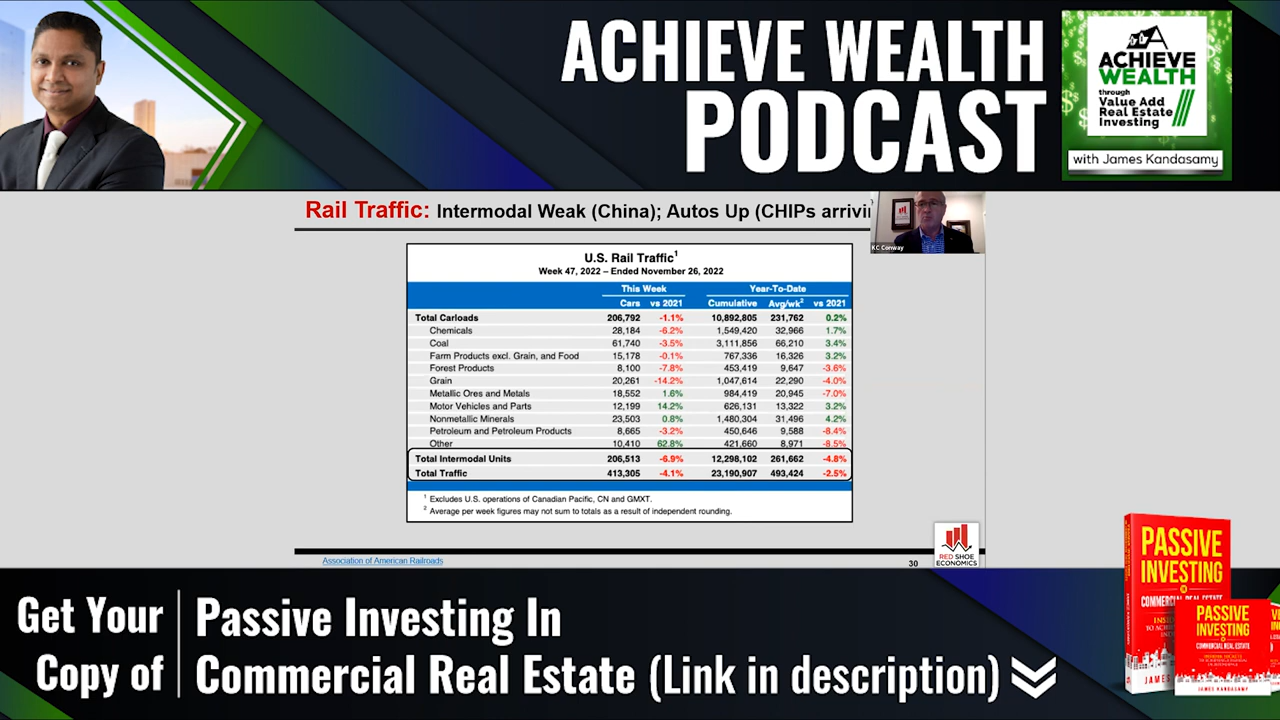 ACHIEVE WEALTH
PODCAST
ACHIEVE
WEALTH
through
Value Add
Real Estate
Investing
with James Kandasamy
Rail Traffic: Intermodal Weak (China); Autos Up (CHIPs
KC Conway
U.S. Rail Traffic1
Week 47, 2022 – Ended November 26, 2022
This Week Year-To-Date
Cars vs 2021 Cumulative Avg/wk2 vs 2021
Total Carloads 206,792 -1.1% 10,892,805 231,762 0.2%
Chemicals 28,184 -6.2% 1,549,420 32,966 1.7%
Coal 61,740 -3.5% 3,111,856 66,210 3.4%
Farm Products excl. Grain, and Food 15,178 -0.1% 767,336 16,326 3.2%
Forest Products 8,100 -7.8% 453,419 9,647 -3.6%
Grain 20,261 -14.2% 1,047,614 22,290 -4.0%
Metallic Ores and Metals 18,552 1.6% 984,419 20,945 -7.0%
Motor Vehicles and Parts 12,199 14.2% 626,131 13,322 3.2%
Nonmetallic Minerals 23,503 0.8% 1,480,304 31,496 4.2%
Petroleum and Petroleum Products 8,665 -3.2% 450,646 9,588 -8.4%
Other 10,410 62.8% 421,660 8,971 -8.5%
Total Intermodal Units 206,513 -6.9% 12,298,102 261,662 -4.8%
Total Traffic 413,305 -4.1% 23,190,907 493,424 -2.5%
1 Excludes U.S. operations of Canadian Pacific, CN and GMXT.
2 Average per week figures may not sum to totals as a result of independent rounding.
RED SHOE
ECONOMICS
Association of American Railroads
30
Get Your
Copy of
Passive Investing In
Commercial Real Estate (Link in description)
PASSIVE
INVESTING
IN
COMMERCIAL REAL ESTATE
PASSIVE
INVESTING
COMMERCIAL REAL ESTATE
JAMES KANDASAMY